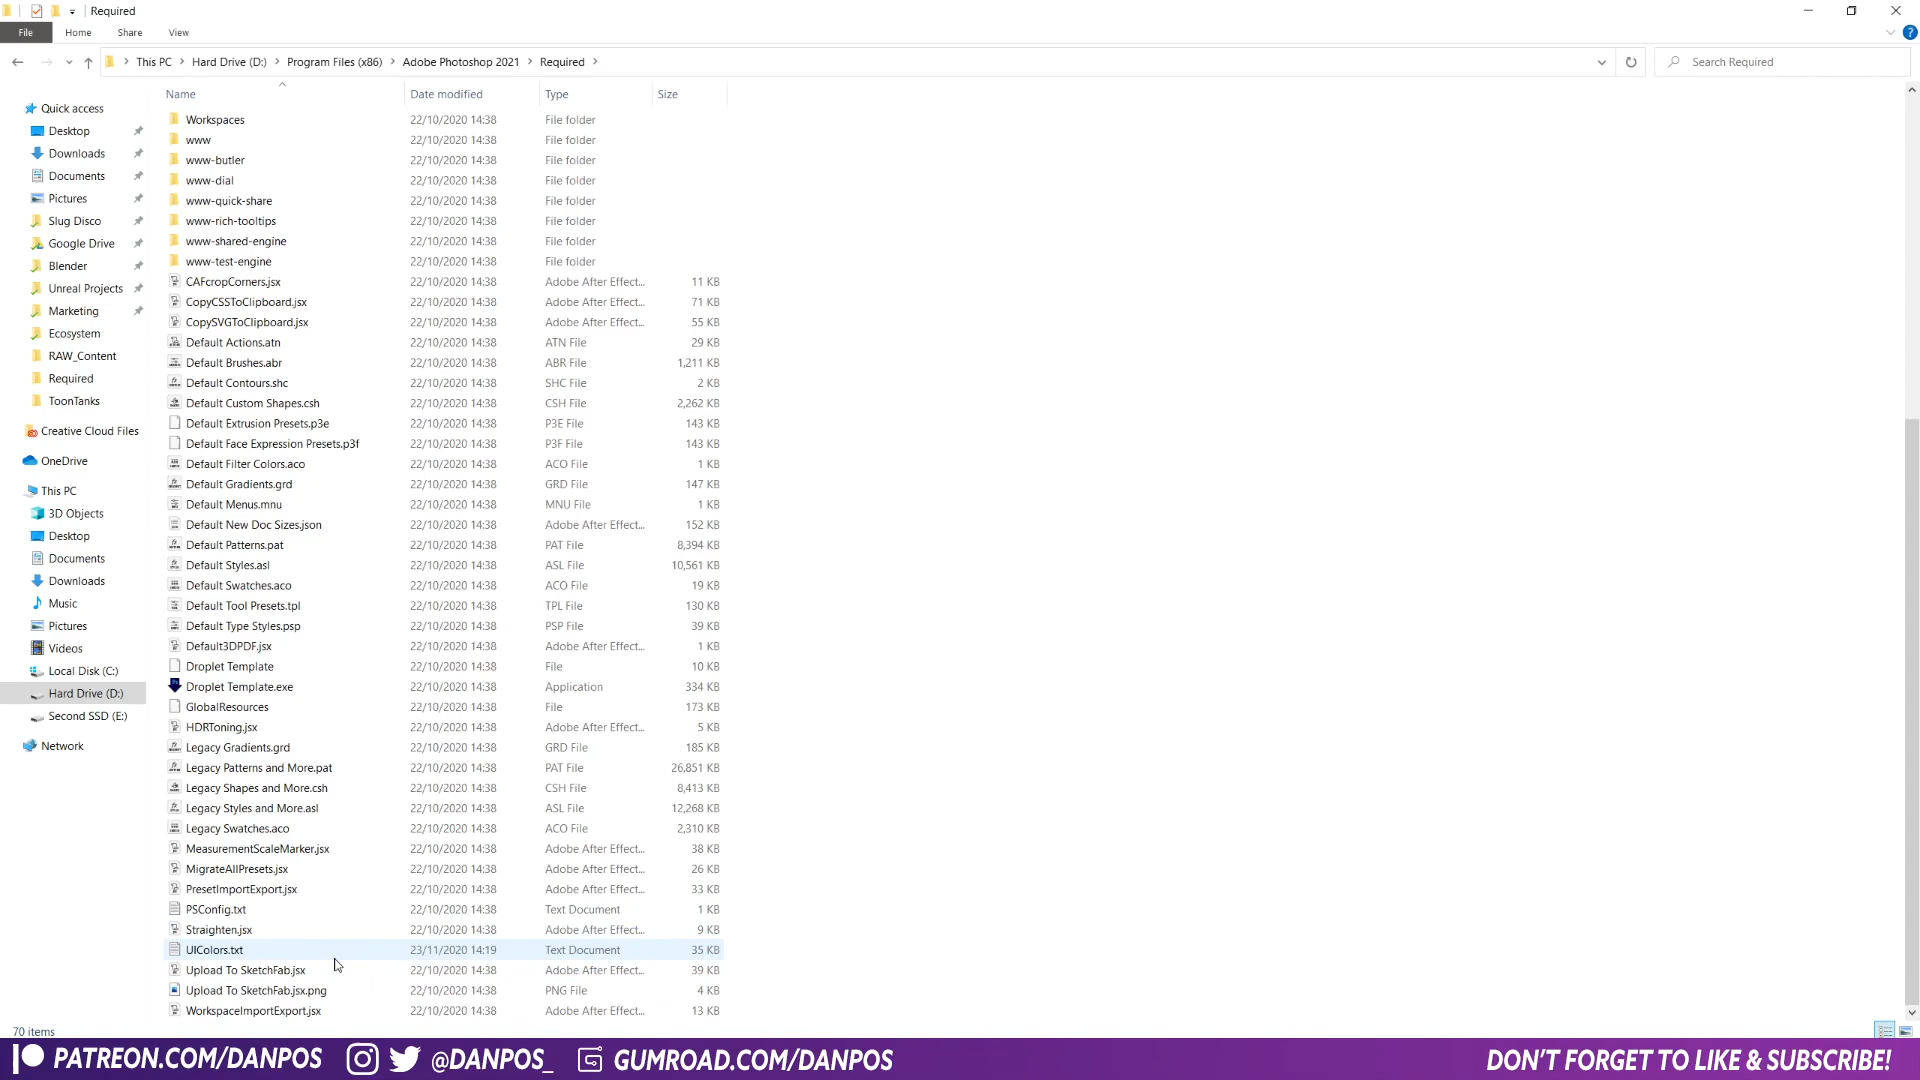 Required
File Home Share View
This PC Hard Drive (D:) Program Files (x86) Adobe Photoshop 2021 Required
Search Required
Name Date modified Type Size
Quick access
Desktop
Downloads
Documents
Pictures
Slug Disco
Google Drive
Blender
Unreal Projects
Marketing
Ecosystem
RAW_Content
Required
ToonTanks
Creative Cloud Files
OneDrive
This PC
3D Objects
Desktop
Documents
Downloads
Music
Pictures
Videos
Local Disk (C:)
Hard Drive (D:)
Second SSD (E:)
Network
Workspaces 22/10/2020 14:38 File folder
www 22/10/2020 14:38 File folder
www-butler 22/10/2020 14:38 File folder
www-dial 22/10/2020 14:38 File folder
www-quick-share 22/10/2020 14:38 File folder
www-rich-tooltips 22/10/2020 14:38 File folder
www-shared-engine 22/10/2020 14:38 File folder
www-test-engine 22/10/2020 14:38 File folder
CAFcropCorners.jsx 22/10/2020 14:38 Adobe After Effect... 11 KB
CopyCSSToClipboard.jsx 22/10/2020 14:38 Adobe After Effect... 71 KB
CopySVGToClipboard.jsx 22/10/2020 14:38 Adobe After Effect... 55 KB
Default Actions.atn 22/10/2020 14:38 ATN File 29 KB
Default Brushes.abr 22/10/2020 14:38 ABR File 1,211 KB
Default Contours.shc 22/10/2020 14:38 SHC File 2 KB
Default Custom Shapes.csh 22/10/2020 14:38 CSH File 2,262 KB
Default Extrusion Presets.p3e 22/10/2020 14:38 P3E File 143 KB
Default Face Expression Presets.p3f 22/10/2020 14:38 P3F File 143 KB
Default Filter Colors.aco 22/10/2020 14:38 ACO File 1 KB
Default Gradients.grd 22/10/2020 14:38 GRD File 147 KB
Default Menus.mnu 22/10/2020 14:38 MNU File 1 KB
Default New Doc Sizes.json 22/10/2020 14:38 Adobe After Effect... 152 KB
Default Patterns.pat 22/10/2020 14:38 PAT File 8,394 KB
Default Styles.asl 22/10/2020 14:38 ASL File 10,561 KB
Default Swatches.aco 22/10/2020 14:38 ACO File 19 KB
Default Tool Presets.tpl 22/10/2020 14:38 TPL File 130 KB
Default Type Styles.psp 22/10/2020 14:38 PSP File 39 KB
Default3DPDF.jsx 22/10/2020 14:38 Adobe After Effect... 1 KB
Droplet Template 22/10/2020 14:38 File 10 KB
Droplet Template.exe 22/10/2020 14:38 Application 334 KB
GlobalResources 22/10/2020 14:38 File 173 KB
HDRToning.jsx 22/10/2020 14:38 Adobe After Effect... 5 KB
Legacy Gradients.grd 22/10/2020 14:38 GRD File 185 KB
Legacy Patterns and More.pat 22/10/2020 14:38 PAT File 26,851 KB
Legacy Shapes and More.csh 22/10/2020 14:38 CSH File 8,413 KB
Legacy Styles and More.asl 22/10/2020 14:38 ASL File 12,268 KB
Legacy Swatches.aco 22/10/2020 14:38 ACO File 2,310 KB
MeasurementScaleMarker.jsx 22/10/2020 14:38 Adobe After Effect... 38 KB
MigrateAllPresets.jsx 22/10/2020 14:38 Adobe After Effect... 26 KB
PresetImportExport.jsx 22/10/2020 14:38 Adobe After Effect... 33 KB
PSConfig.txt 22/10/2020 14:38 Text Document 1 KB
Straighten.jsx 22/10/2020 14:38 Adobe After Effect... 9 KB
UIColors.txt 23/11/2020 14:19 Text Document 35 KB
Upload To SketchFab.jsx 22/10/2020 14:38 Adobe After Effect... 39 KB
Upload To SketchFab.jsx.png 22/10/2020 14:38 PNG File 4 KB
WorkspaceImportExport.jsx 22/10/2020 14:38 Adobe After Effect... 13 KB
70 items
PATREON.COM/DANPOS @DANPOS_ GUMROAD.COM/DANPOS DON'T FORGET TO LIKE & SUBSCRIBE!